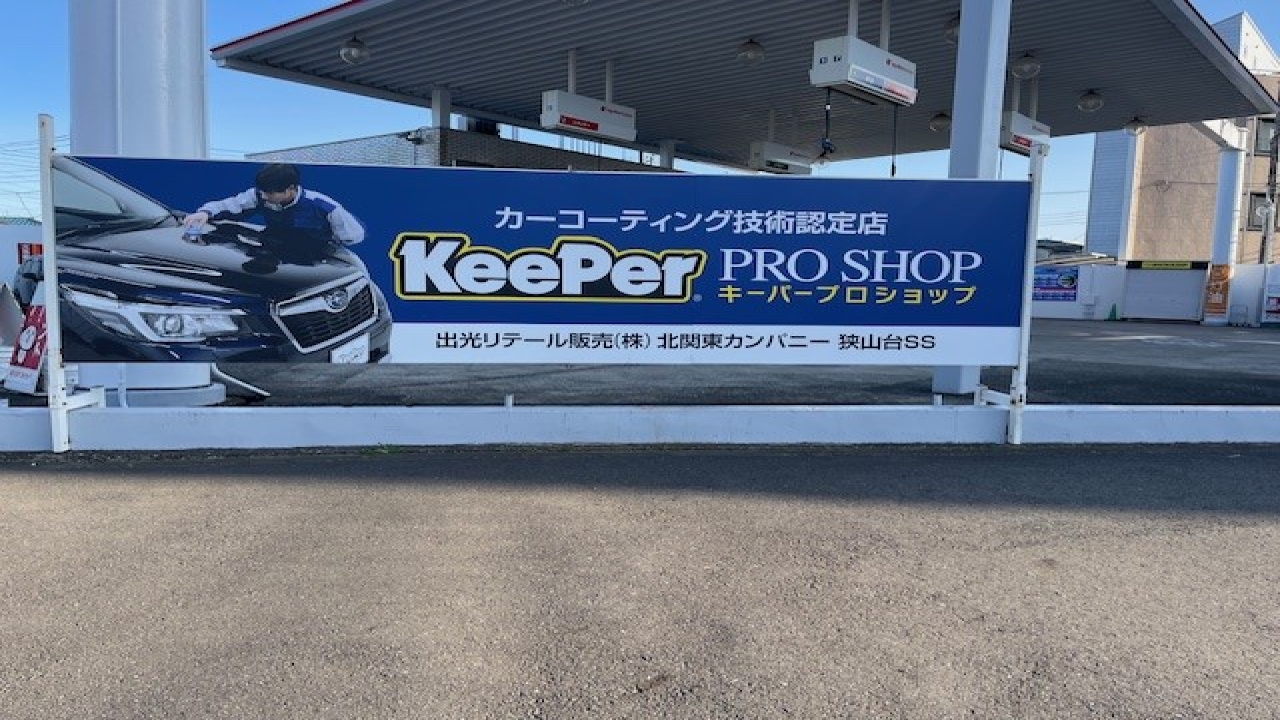 カーコーティング技術認定店
KeePer PRO SHOP
キーパープロショップ
出光リテール販売(株) 北関東カンパニー 狭山台SS